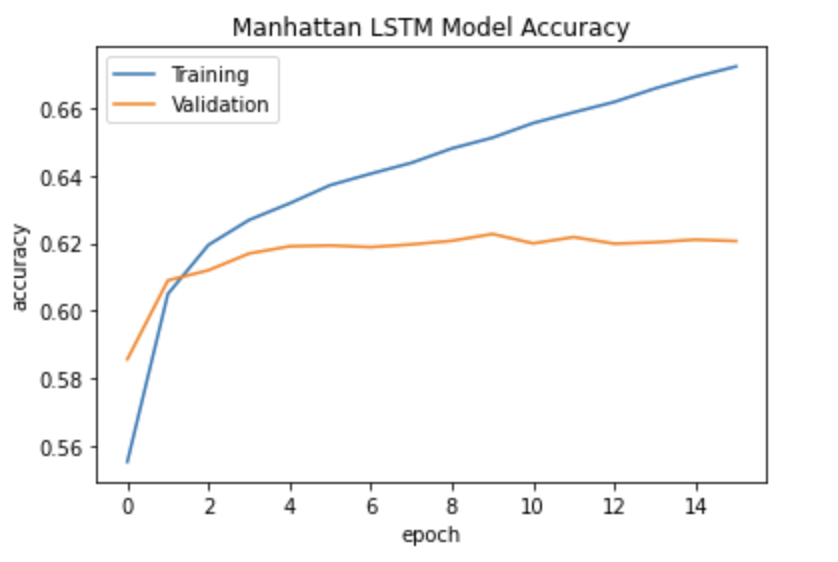 Manhattan LSTM Model Accuracy
Training
Validation
0.66
0.64
0.62
0.60
0.58
0.56
accuracy
0 2 4 6 8 10 12 14
epoch